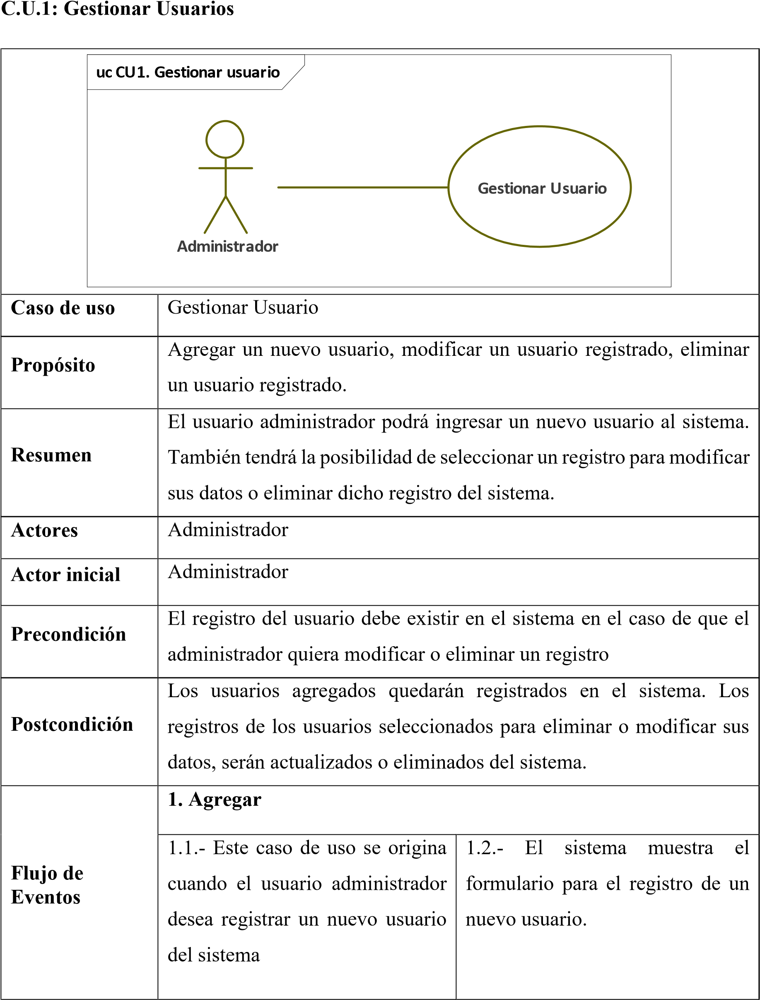 C.U.1: Gestionar Usuarios
uc CU1. Gestionar usuario
Administrador
Gestionar Usuario
Caso de uso
Gestionar Usuario
Propósito
Agregar un nuevo usuario, modificar un usuario registrado, eliminar
un usuario registrado.
Resumen
El usuario administrador podrá ingresar un nuevo usuario al sistema.
También tendrá la posibilidad de seleccionar un registro para modificar
sus datos o eliminar dicho registro del sistema.
Actores
Administrador
Actor inicial
Administrador
Precondición
El registro del usuario debe existir en el sistema en el caso de que el
administrador quiera modificar o eliminar un registro
Postcondición
Los usuarios agregados quedarán registrados en el sistema. Los
registros de los usuarios seleccionados para eliminar o modificar sus
datos, serán actualizados o eliminados del sistema.
Flujo de
Eventos
1. Agregar
1.1.- Este caso de uso se origina
cuando el usuario administrador
desea registrar un nuevo usuario
del sistema
1.2.- El sistema muestra el
formulario para el registro de un
nuevo usuario.